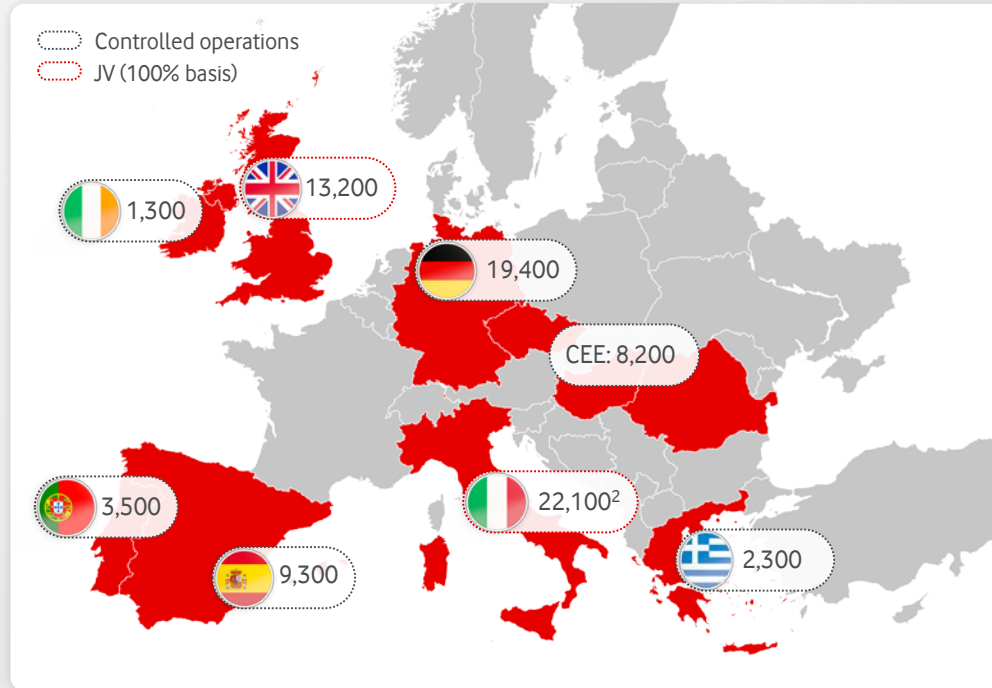 Controlled operations
JV (100% basis)
13,200
1,300
19,400
CEE: 8,200
22,100²
3,500
2,300
9,300